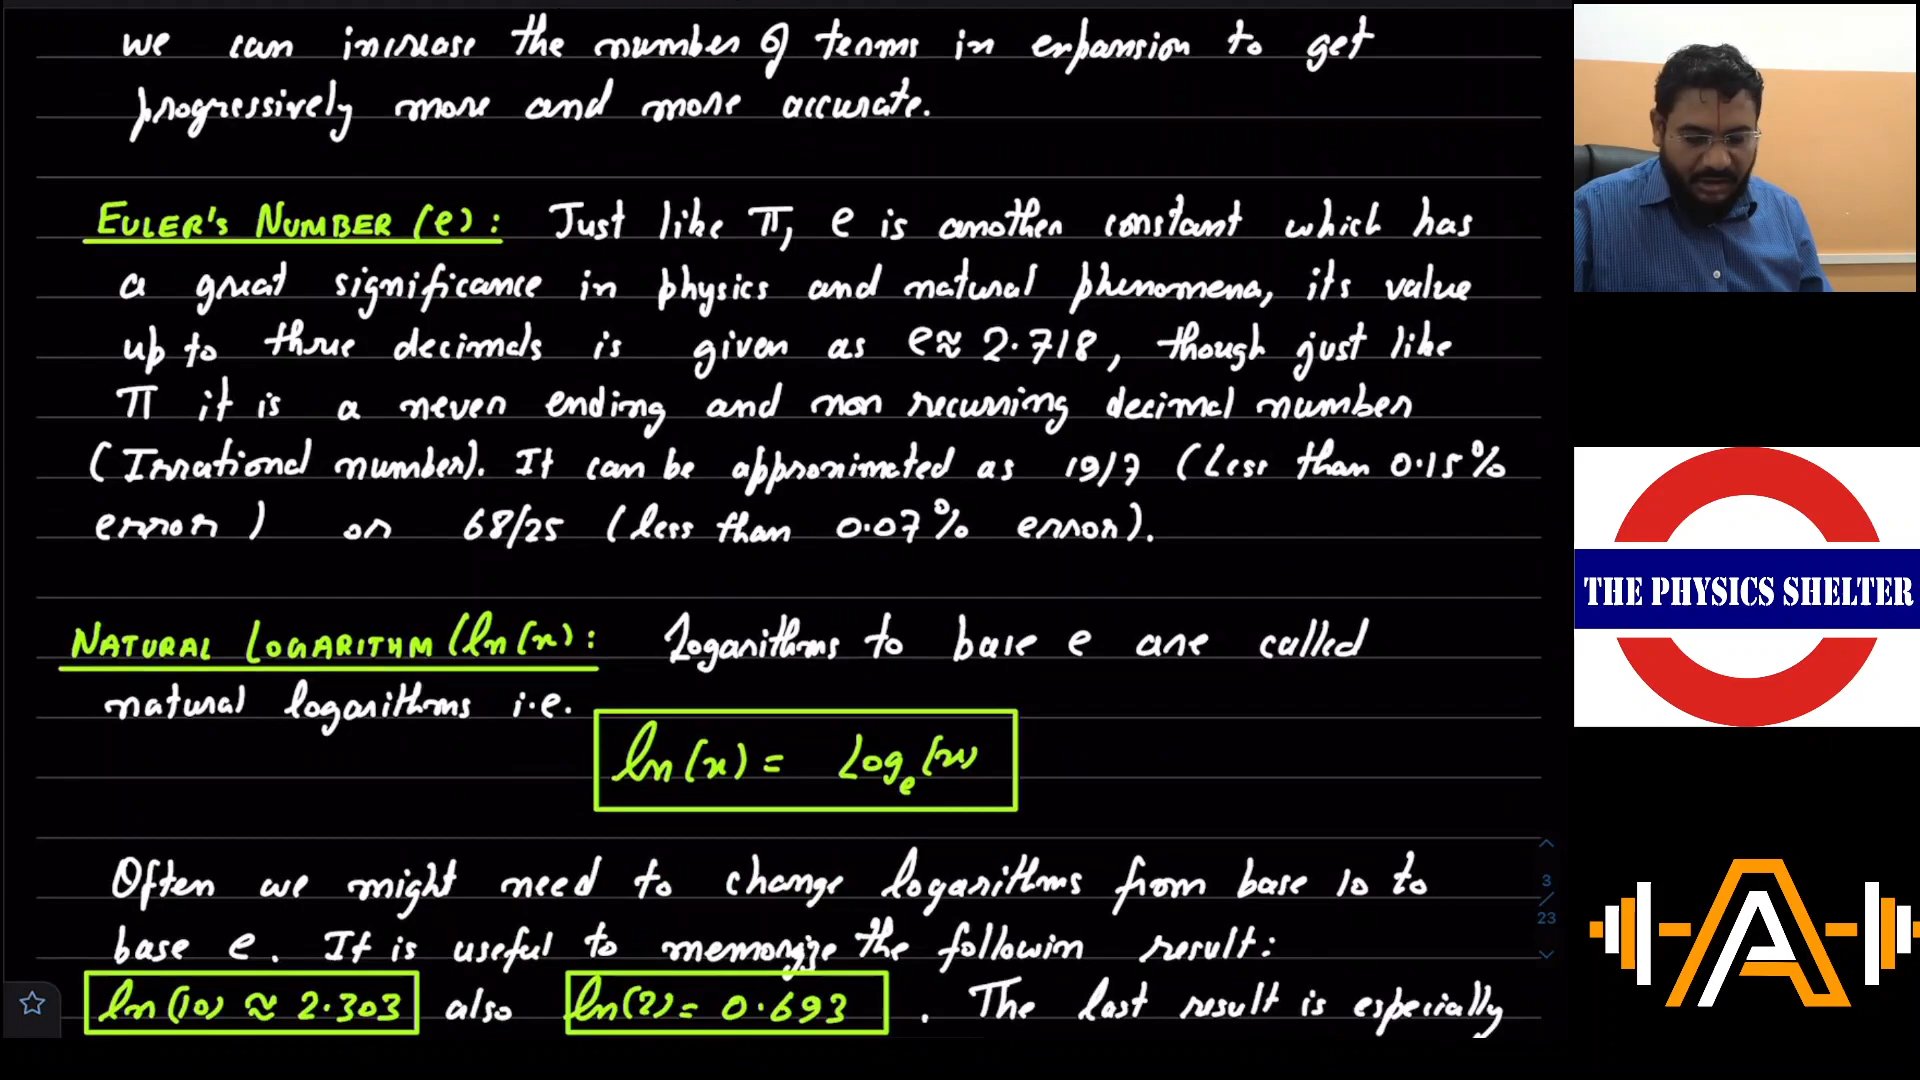 we can increase the number of terms in expansion to get
progressively more and more accurate.
EULER'S NUMBER (e): Just like π, e is another constant which has
a great significance in physics and natural phenomena, its value
up to three decimals is given as e≈ 2.718, though just like
π it is a never ending and non recurring decimal number
(Irrational number). It can be approximated as 19/7 (Less than 0.15%
error) or 68/25 (less than 0.07% error).
NATURAL LOGARITHM (ln(x): Logarithms to base e are called
natural logarithms i.e.
ln(x) = Log_e(x)
Often we might need to change logarithms from base 10 to
base e. It is useful to memorize the followin result:
ln(10) ≈ 2.303 also ln(2) = 0.693 . The last result is especially
3
23
THE PHYSICS SHELTER
A